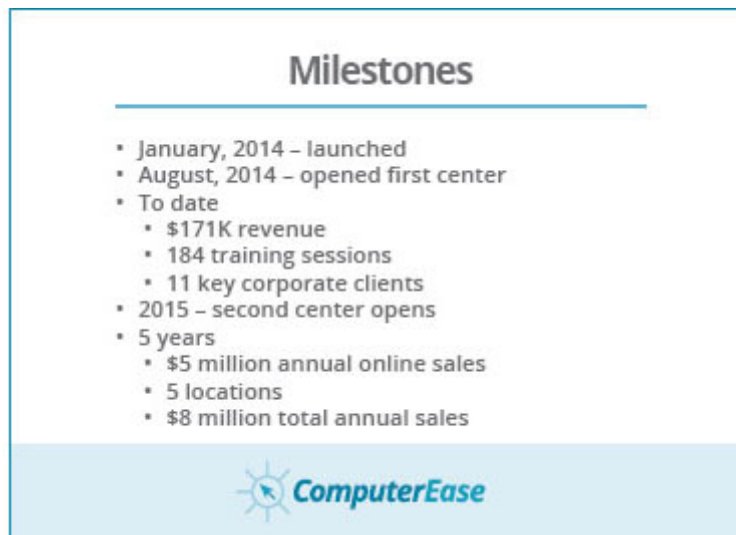 Milestones
• January, 2014 – launched
• August, 2014 – opened first center
• To date
• $171K revenue
• 184 training sessions
• 11 key corporate clients
• 2015 – second center opens
• 5 years
• $5 million annual online sales
• 5 locations
• $8 million total annual sales
ComputerEase